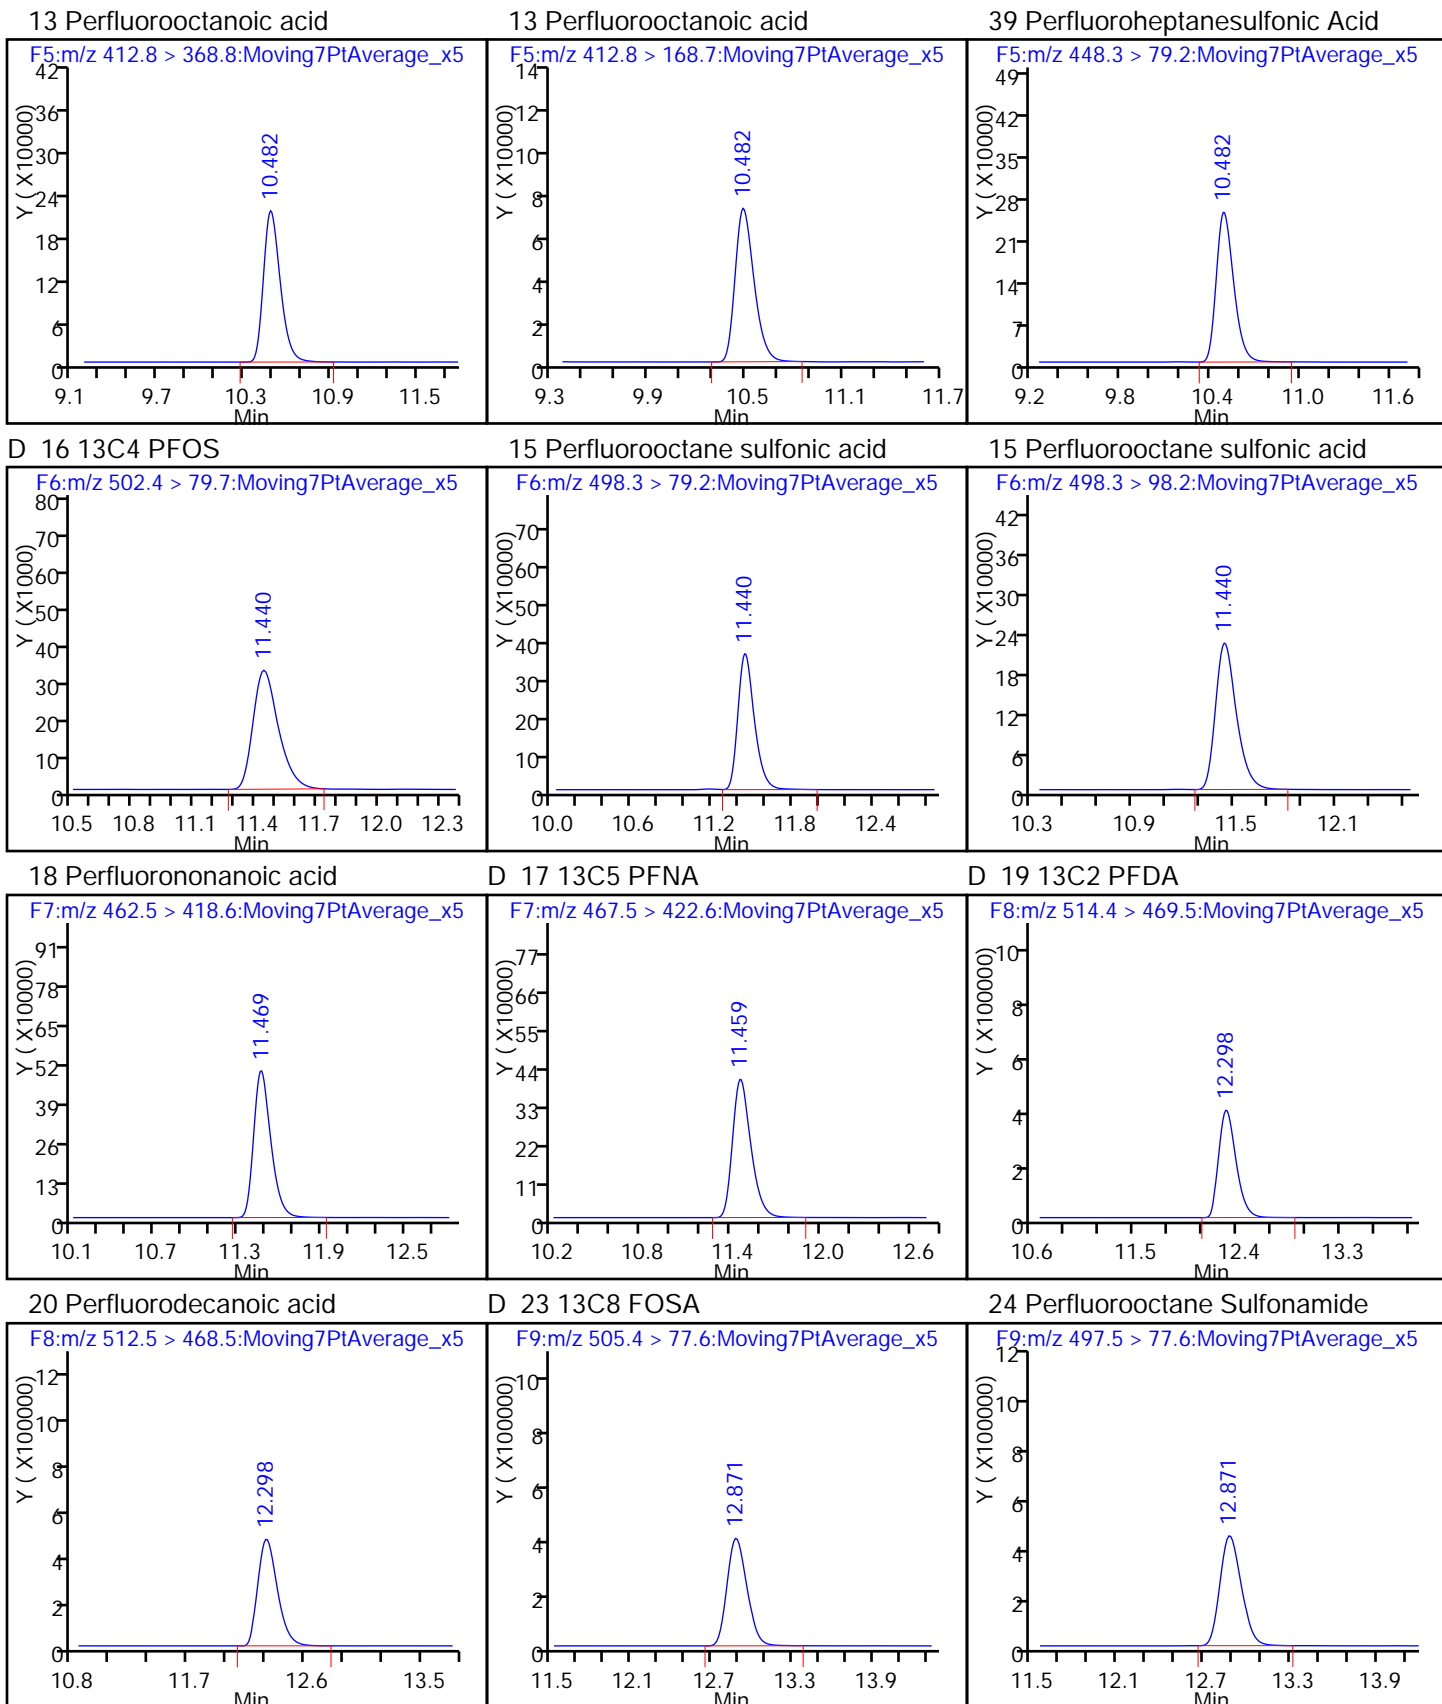 13 Perfluorooctanoic acid
F5:m/z 412.8 > 368.8:Moving7PtAverage_x5
Y ( X10000)
42
36
30
24
18
12
6
0
10.482
9.1 9.7 10.3 10.9 11.5
Min
13 Perfluorooctanoic acid
F5:m/z 412.8 > 168.7:Moving7PtAverage_x5
Y ( X10000)
14
12
10
8
6
4
2
0
10.482
9.3 9.9 10.5 11.1 11.7
Min
39 Perfluoroheptanesulfonic Acid
F5:m/z 448.3 > 79.2:Moving7PtAverage_x5
Y ( X10000)
49
42
35
28
21
14
7
0
10.482
9.2 9.8 10.4 11.0 11.6
Min
D 16 13C4 PFOS
F6:m/z 502.4 > 79.7:Moving7PtAverage_x5
Y ( X10000)
80
70
60
50
40
30
20
10
0
11.440
10.5 10.8 11.1 11.4 11.7 12.0 12.3
Min
15 Perfluorooctane sulfonic acid
F6:m/z 498.3 > 79.2:Moving7PtAverage_x5
Y ( X10000)
70
60
50
40
30
20
10
0
11.440
10.0 10.6 11.2 11.8 12.4
Min
15 Perfluorooctane sulfonic acid
F6:m/z 498.3 > 98.2:Moving7PtAverage_x5
Y ( X10000)
42
36
30
24
18
12
6
0
11.440
10.3 10.9 11.5 12.1
Min
18 Perfluorononanoic acid
F7:m/z 462.5 > 418.6:Moving7PtAverage_x5
Y ( X10000)
91
78
65
52
39
26
13
0
11.469
10.1 10.7 11.3 11.9 12.5
Min
D 17 13C5 PFNA
F7:m/z 467.5 > 422.6:Moving7PtAverage_x5
Y ( X10000)
77
66
55
44
33
22
11
0
11.459
10.2 10.8 11.4 12.0 12.6
Min
D 19 13C2 PFDA
F8:m/z 514.4 > 469.5:Moving7PtAverage_x5
Y ( X100000)
10
8
6
4
2
0
12.298
10.6 11.5 12.4 13.3
Min
20 Perfluorodecanoic acid
F8:m/z 512.5 > 468.5:Moving7PtAverage_x5
Y ( X100000)
12
10
8
6
4
2
0
12.298
10.8 11.7 12.6 13.5
Min
D 23 13C8 FOSA
F9:m/z 505.4 > 77.6:Moving7PtAverage_x5
Y ( X100000)
10
8
6
4
2
0
12.871
11.5 12.1 12.7 13.3 13.9
Min
24 Perfluorooctane Sulfonamide
F9:m/z 497.5 > 77.6:Moving7PtAverage_x5
Y ( X100000)
12
10
8
6
4
2
0
12.871
11.5 12.1 12.7 13.3 13.9
Min